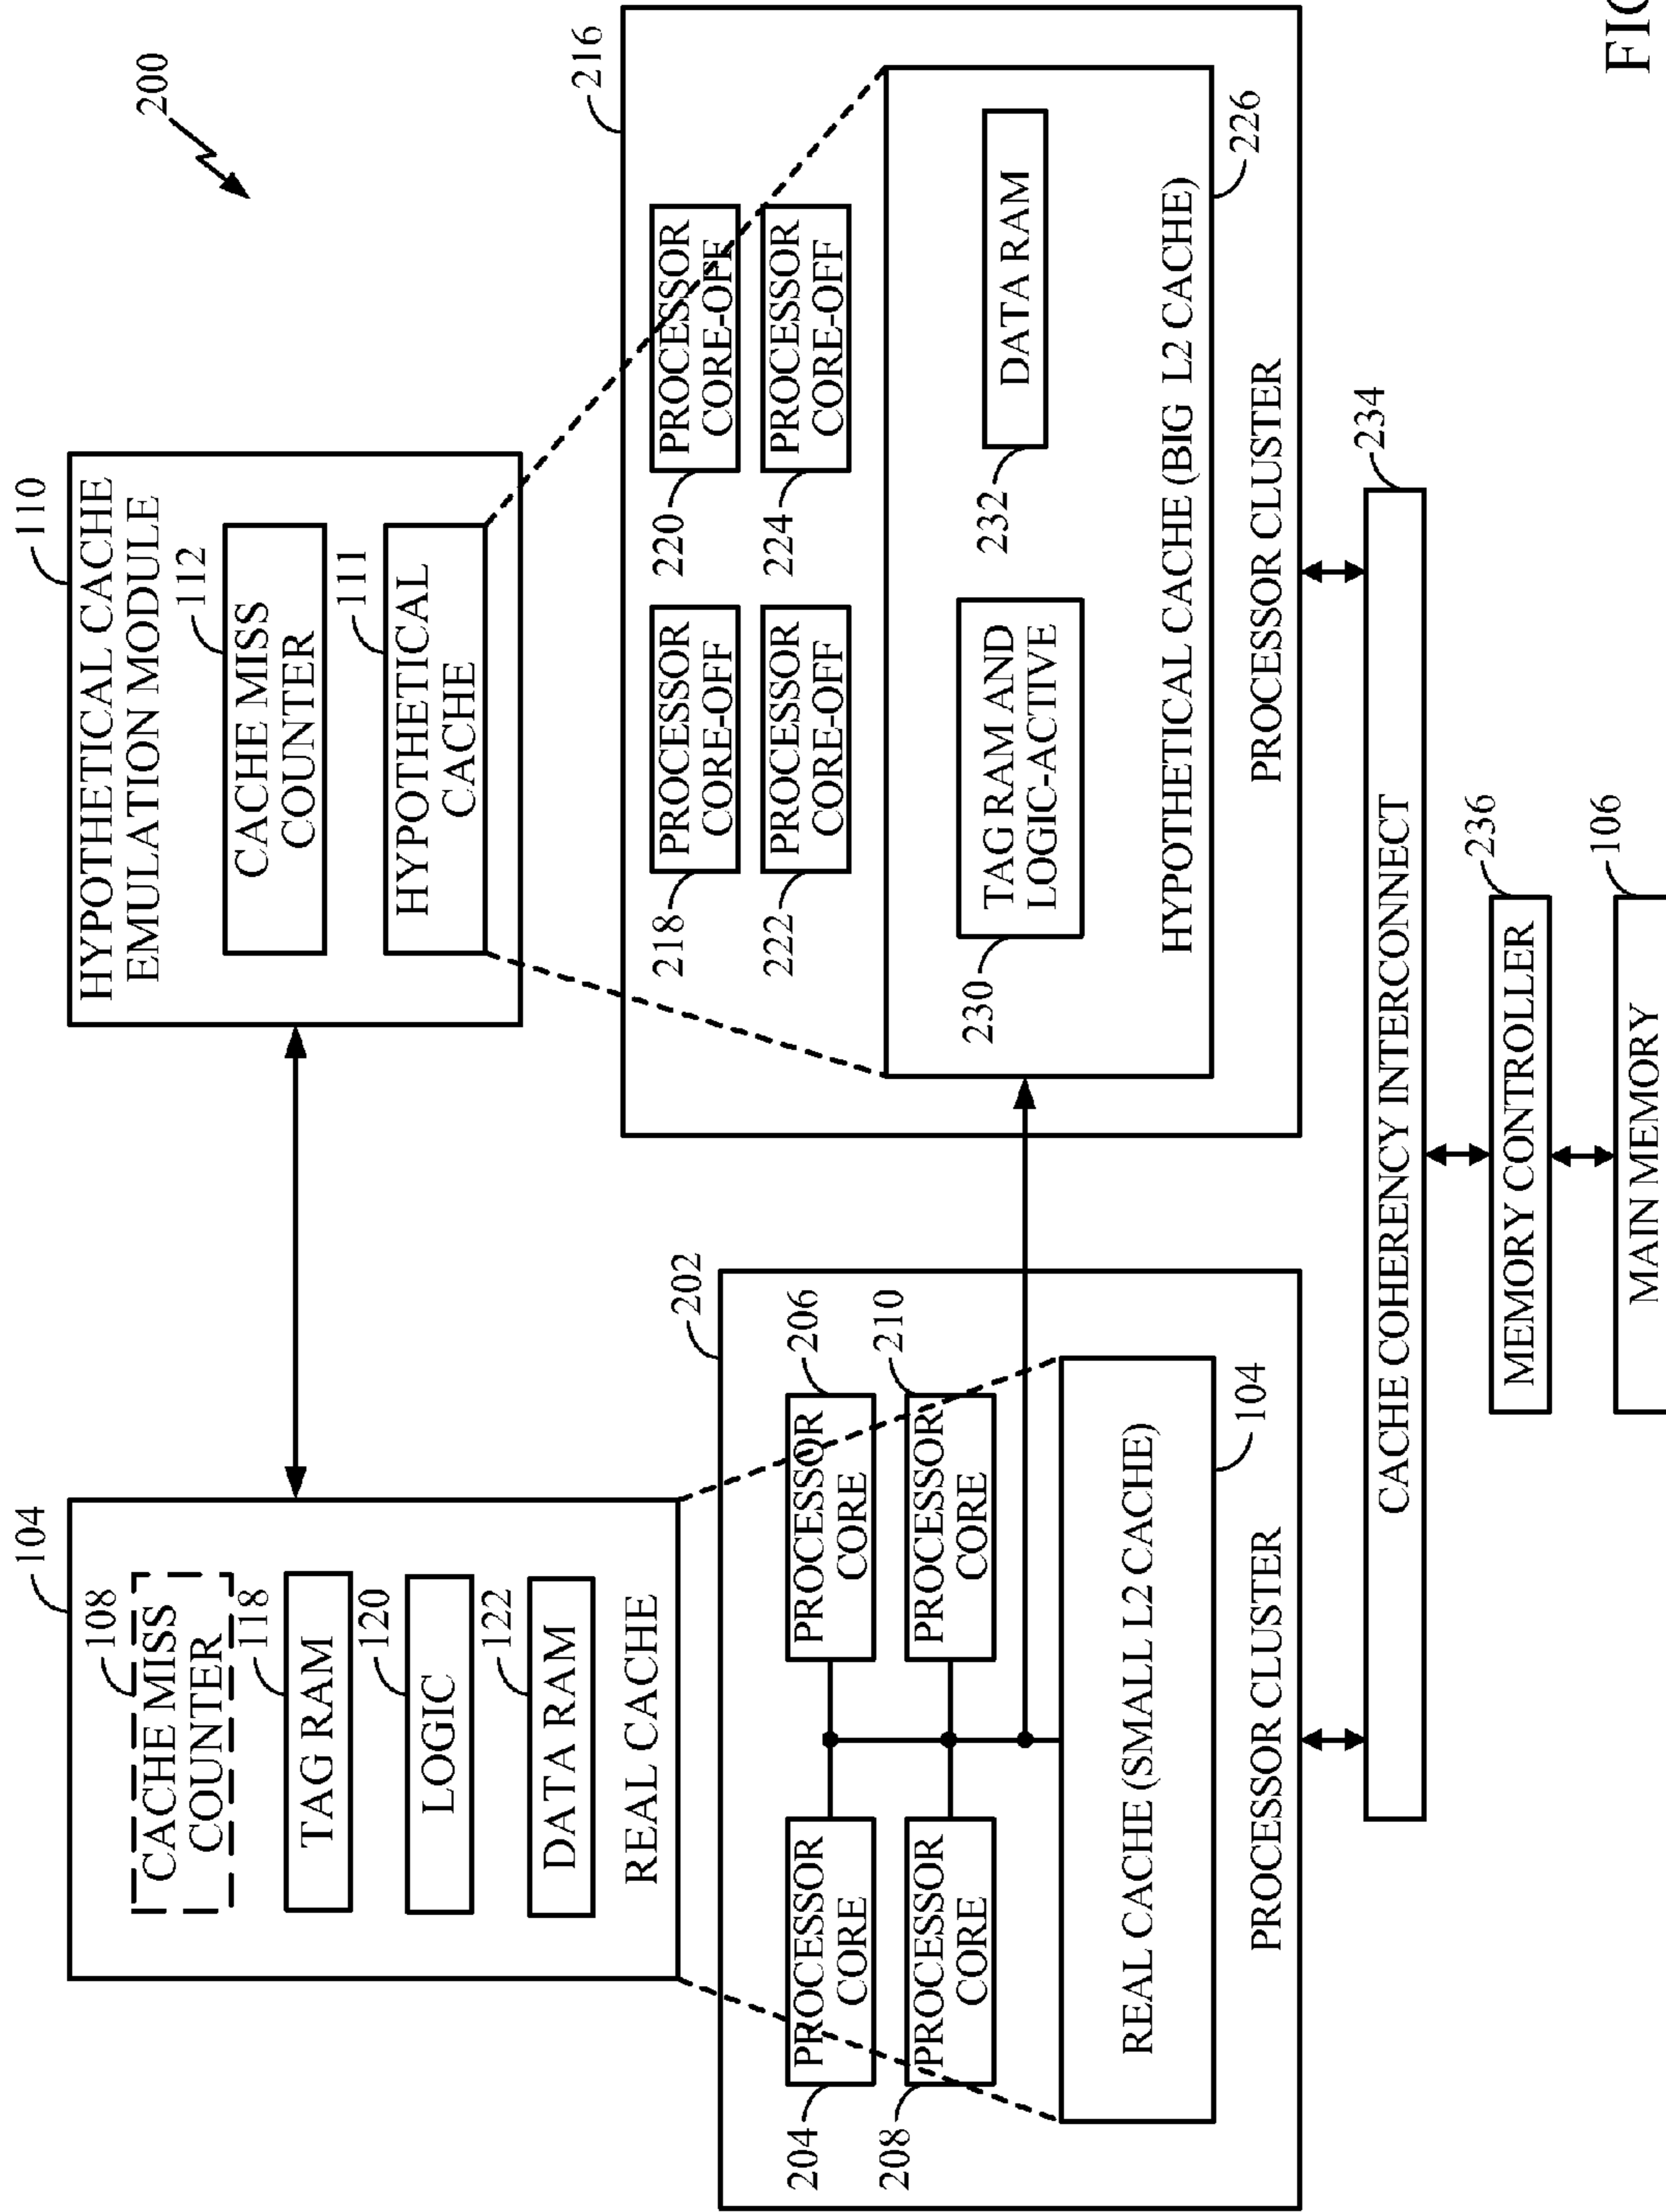 200
104
108
CACHE MISS
COUNTER
118
TAG RAM
120
LOGIC
122
DATA RAM
REAL CACHE
110
HYPOTHETICAL CACHE
EMULATION MODULE
112
CACHE MISS
COUNTER
111
HYPOTHETICAL
CACHE
202
204
PROCESSOR
CORE
206
PROCESSOR
CORE
208
PROCESSOR
CORE
210
PROCESSOR
CORE
REAL CACHE (SMALL L2 CACHE)
104
PROCESSOR CLUSTER
216
218
PROCESSOR
CORE-OFF
220
PROCESSOR
CORE-OFF
222
PROCESSOR
CORE-OFF
224
PROCESSOR
CORE-OFF
230
TAG RAM AND
LOGIC-ACTIVE
232
DATA RAM
HYPOTHETICAL CACHE (BIG L2 CACHE)
226
PROCESSOR CLUSTER
234
CACHE COHERENCY INTERCONNECT
236
MEMORY CONTROLLER
106
MAIN MEMORY